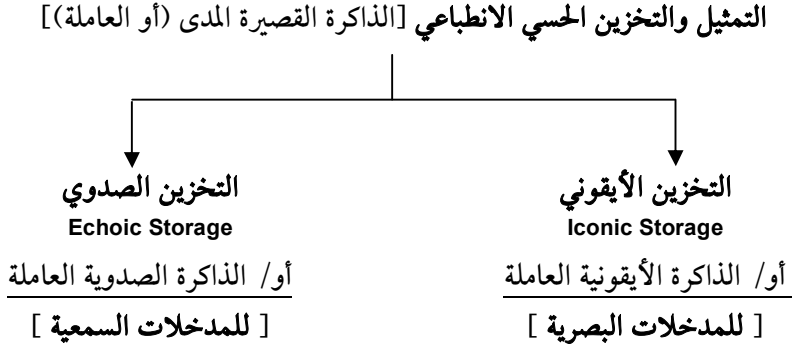 التمثيل والتخزين الحسي الانطباعي [الذاكرة القصيرة المدى (أو العاملة)]
التخزين الأيقوني
Iconic Storage
أو/ الذاكرة الأيقونية العاملة
[ للمدخلات البصرية ]
التخزين الصدوي
Echoic Storage
أو/ الذاكرة الصدوية العاملة
[ للمدخلات السمعية ]